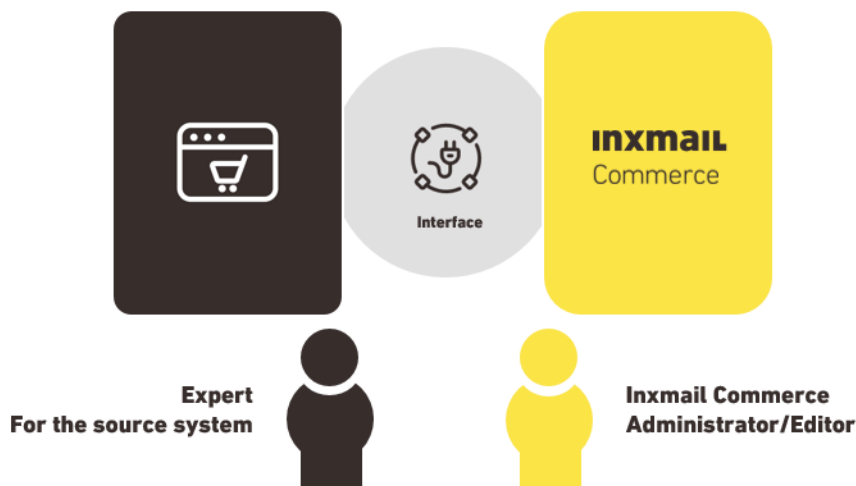 inxmail
Commerce
Interface
Expert
For the source system
Inxmail Commerce
Administrator/Editor